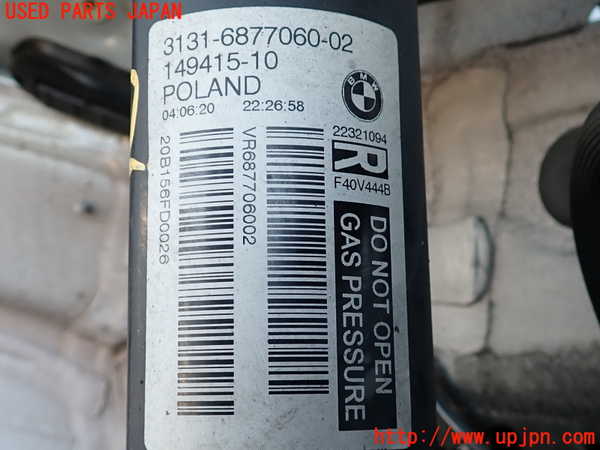 USED PARTS JAPAN
3131-6877060-02
149415-10
POLAND
04:06:20 22:26:58
BMW
22321094
R
F40V444B
20B156FD0026
VR687706002
DO NOT OPEN
GAS PRESSURE
http://www.upjpn.com/